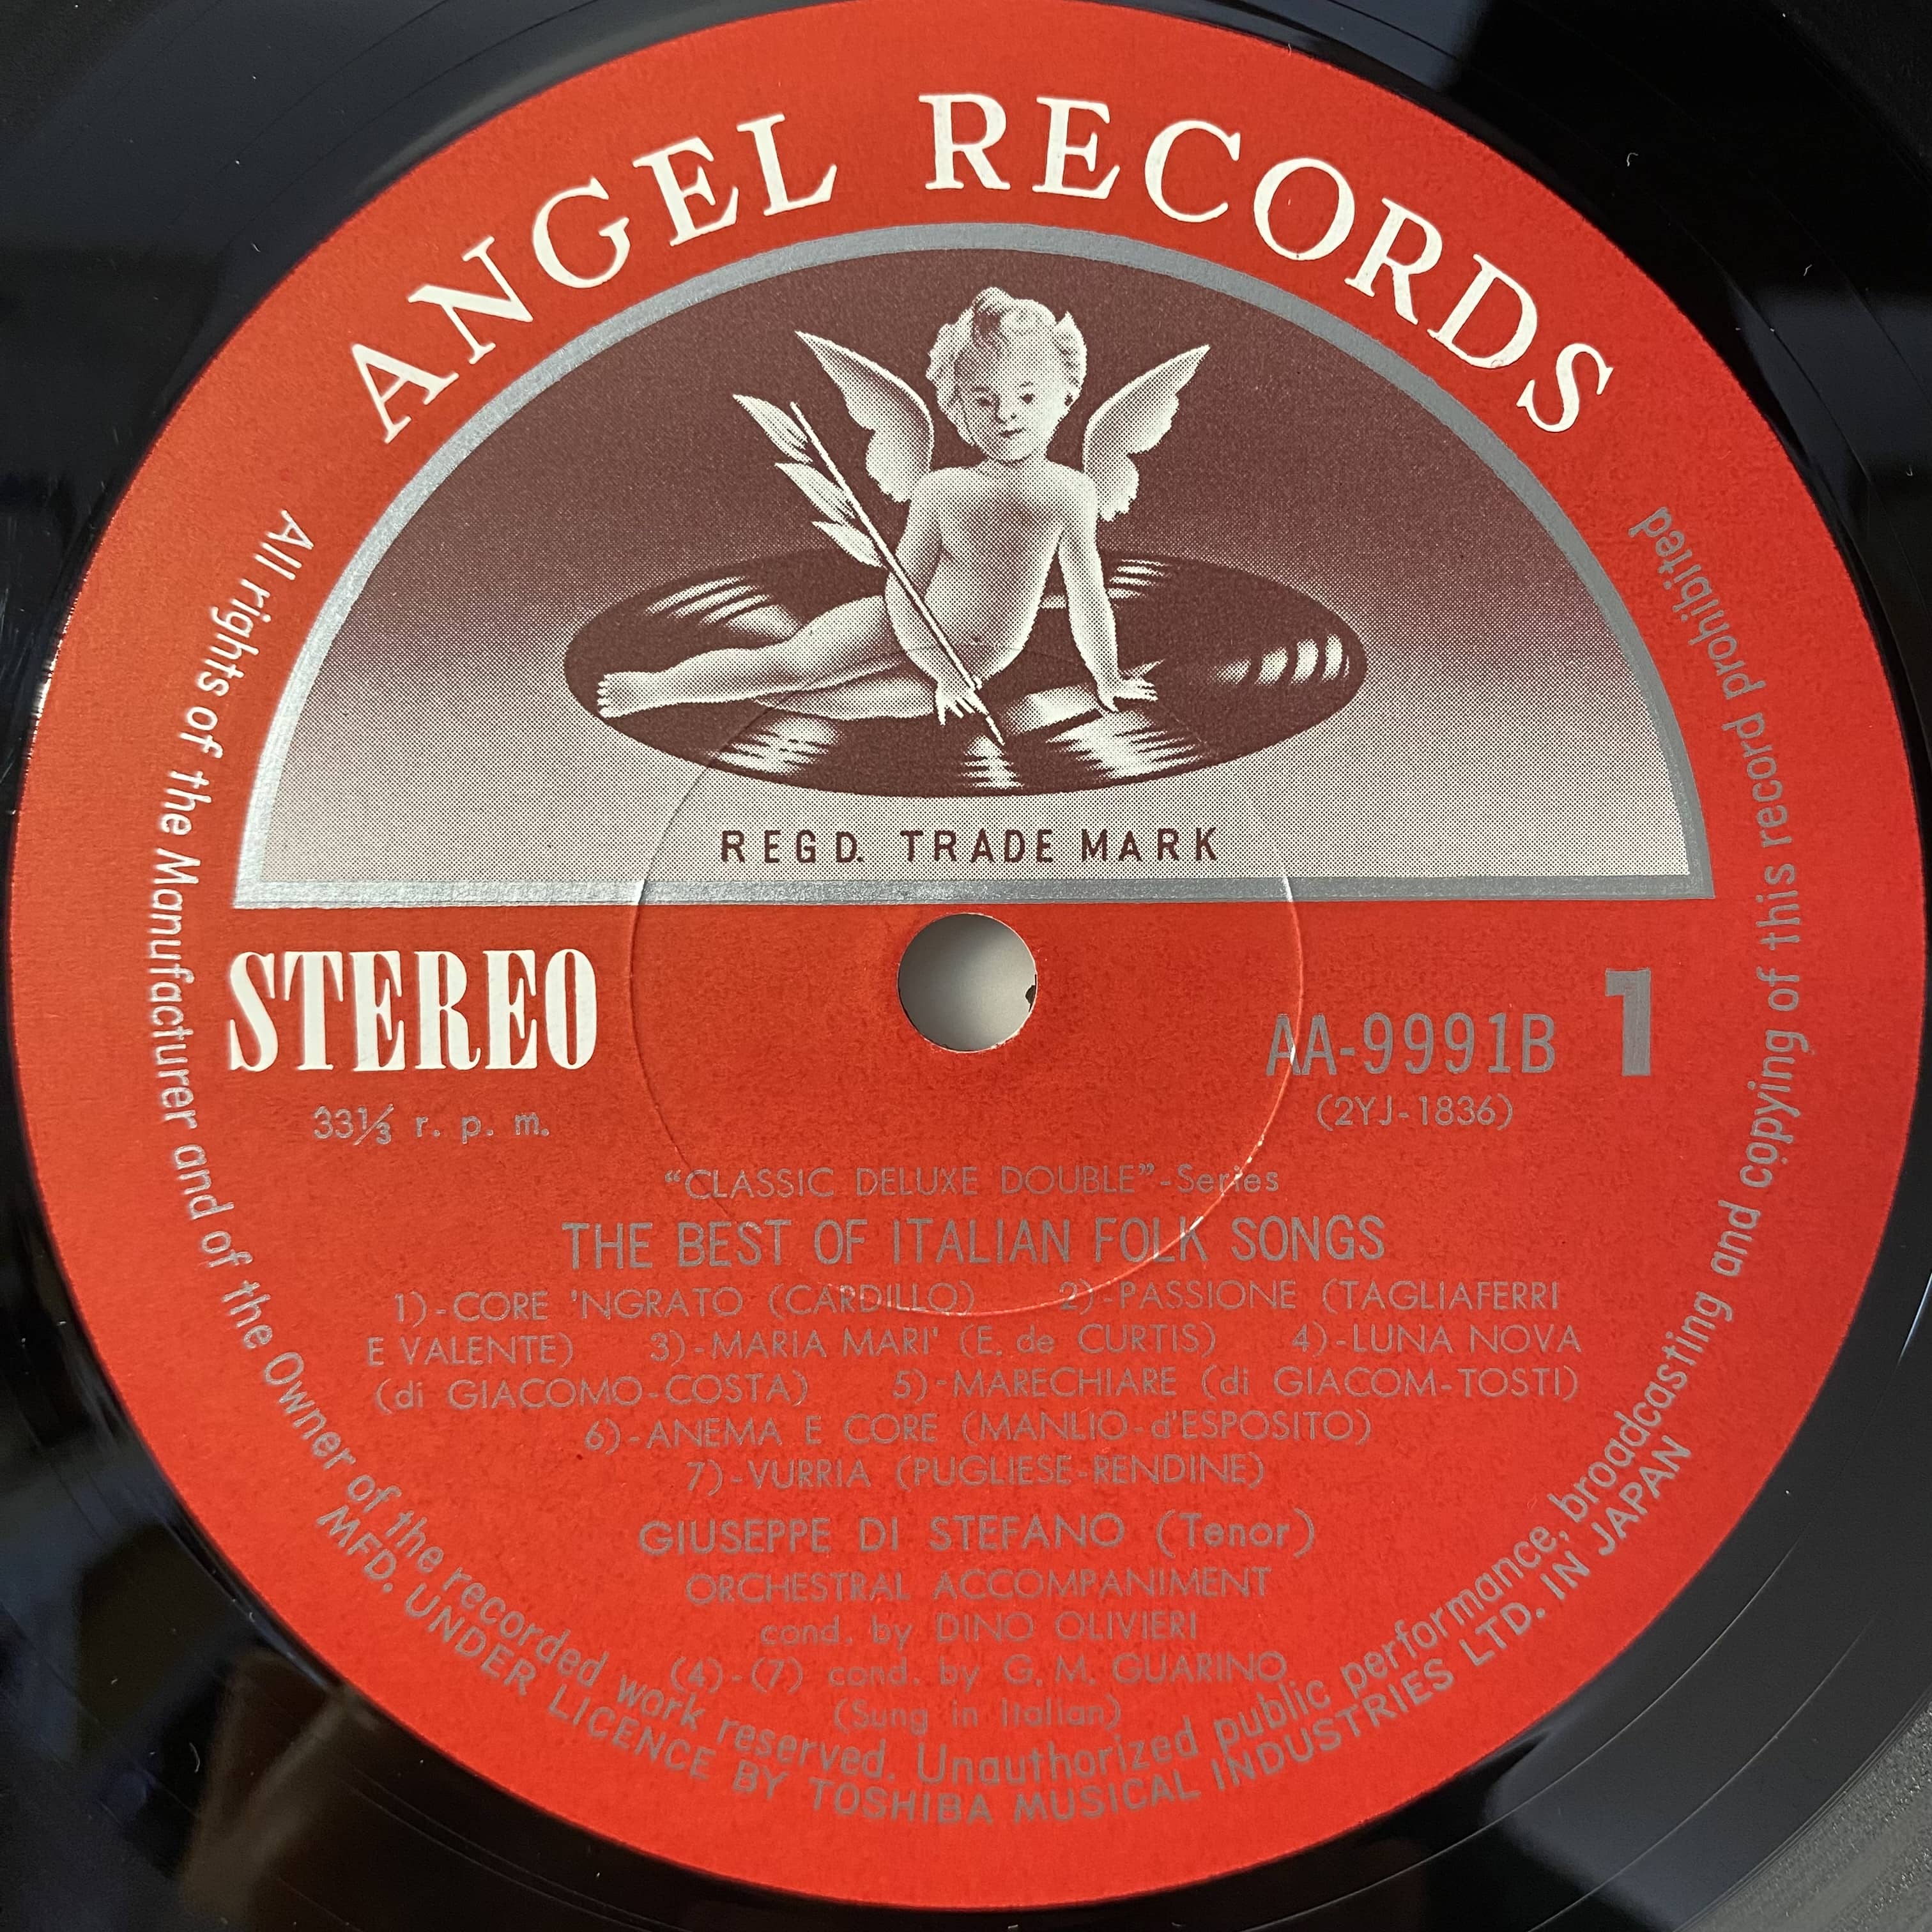 ANGEL RECORDS
REGD. TRADE MARK
STEREO
33⅓ r. p. m.
AA-9991B 1
(2YJ-1836)
“CLASSIC DELUXE DOUBLE”-Series
THE BEST OF ITALIAN FOLK SONGS
1)-CORE 'NGRATO (CARDILLO) 2)-PASSIONE (TAGLIAFERRI
E VALENTE) 3)-MARIA MARI' (E. de CURTIS) 4)-LUNA NOVA
(di GIACOMO-COSTA) 5)-MARECHIARE (di GIACOM-TOSTI)
6)-ANEMA E CORE (MANLIO-d'ESPOSITO)
7)-VURRIA (PUGLIESE-RENDINE)
GIUSEPPE DI STEFANO (Tenor)
ORCHESTRAL ACCOMPANIMENT
cond. by DINO OLIVIERI
(4)-(7) cond. by G. M. GUARINO
(Sung in Italian)
All rights of the Manufacturer and of the Owner of the recorded work reserved. Unauthorized public performance, broadcasting and copying of this record prohibited
MFD. UNDER LICENCE BY TOSHIBA MUSICAL INDUSTRIES LTD. IN JAPAN